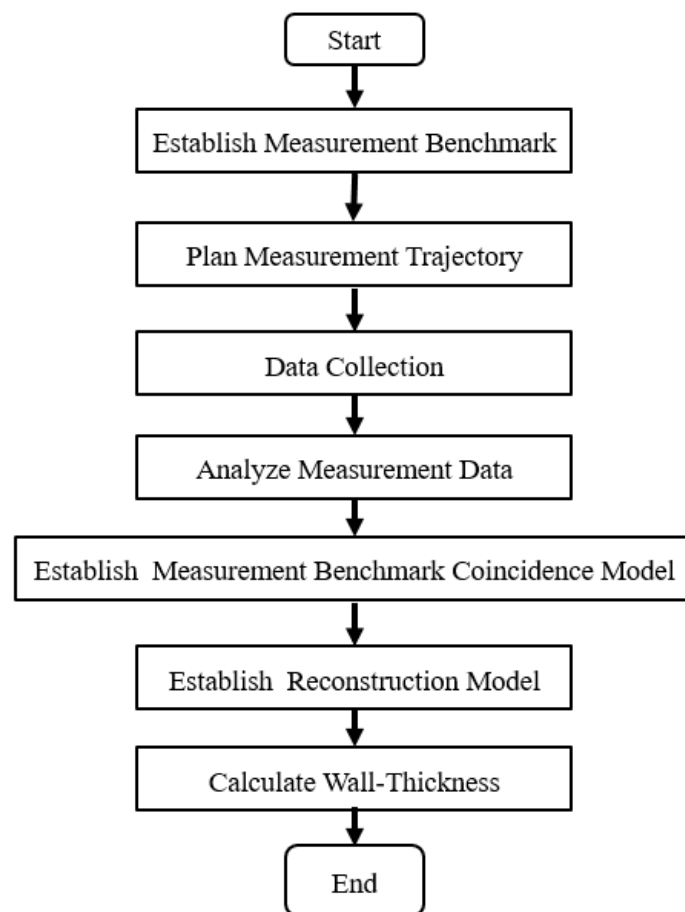 Start
Establish Measurement Benchmark
Plan Measurement Trajectory
Data Collection
Analyze Measurement Data
Establish Measurement Benchmark Coincidence Model
Establish Reconstruction Model
Calculate Wall-Thickness
End